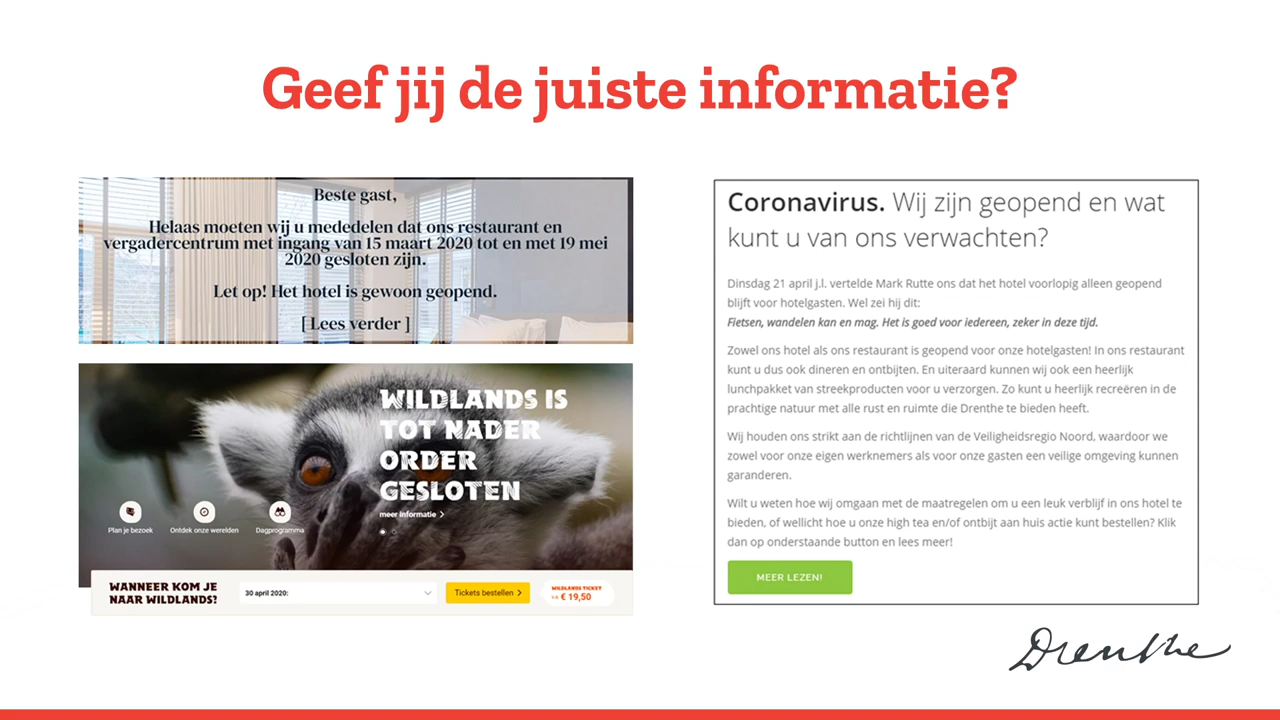 Geef jij de juiste informatie?
Beste gast,
Helaas moeten wij u mededelen dat ons restaurant en
vergadercentrum met ingang van 15 maart 2020 tot en met 19 mei
2020 gesloten zijn.
Let op! Het hotel is gewoon geopend.
[Lees verder ]
WILDLANDS IS
TOT NADER
ORDER
GESLOTEN
meer informatie
Plan je bezoek
Ontdek onze werelden
Dagprogramma
WANNEER KOM JE
NAAR WILDLANDS?
30 april 2020:
Tickets bestellen
WILDLANDS TICKET
v.a. € 19,50
Coronavirus. Wij zijn geopend en wat
kunt u van ons verwachten?
Dinsdag 21 april j.l. vertelde Mark Rutte ons dat het hotel voorlopig alleen geopend
blijft voor hotelgasten. Wel zei hij dit:
Fietsen, wandelen kan en mag. Het is goed voor iedereen, zeker in deze tijd.
Zowel ons hotel als ons restaurant is geopend voor onze hotelgasten! In ons restaurant
kunt u dus ook dineren en ontbijten. En uiteraard kunnen wij ook een heerlijk
lunchpakket van streekproducten voor u verzorgen. Zo kunt u heerlijk recreëren in de
prachtige natuur met alle rust en ruimte die Drenthe te bieden heeft.
Wij houden ons strikt aan de richtlijnen van de Veiligheidsregio Noord, waardoor we
zowel voor onze eigen werknemers als voor onze gasten een veilige omgeving kunnen
garanderen.
Wilt u weten hoe wij omgaan met de maatregelen om u een leuk verblijf in ons hotel te
bieden, of wellicht hoe u onze high tea en/of ontbijt aan huis actie kunt bestellen? Klik
dan op onderstaande button en lees meer!
MEER LEZEN!
Drenthe